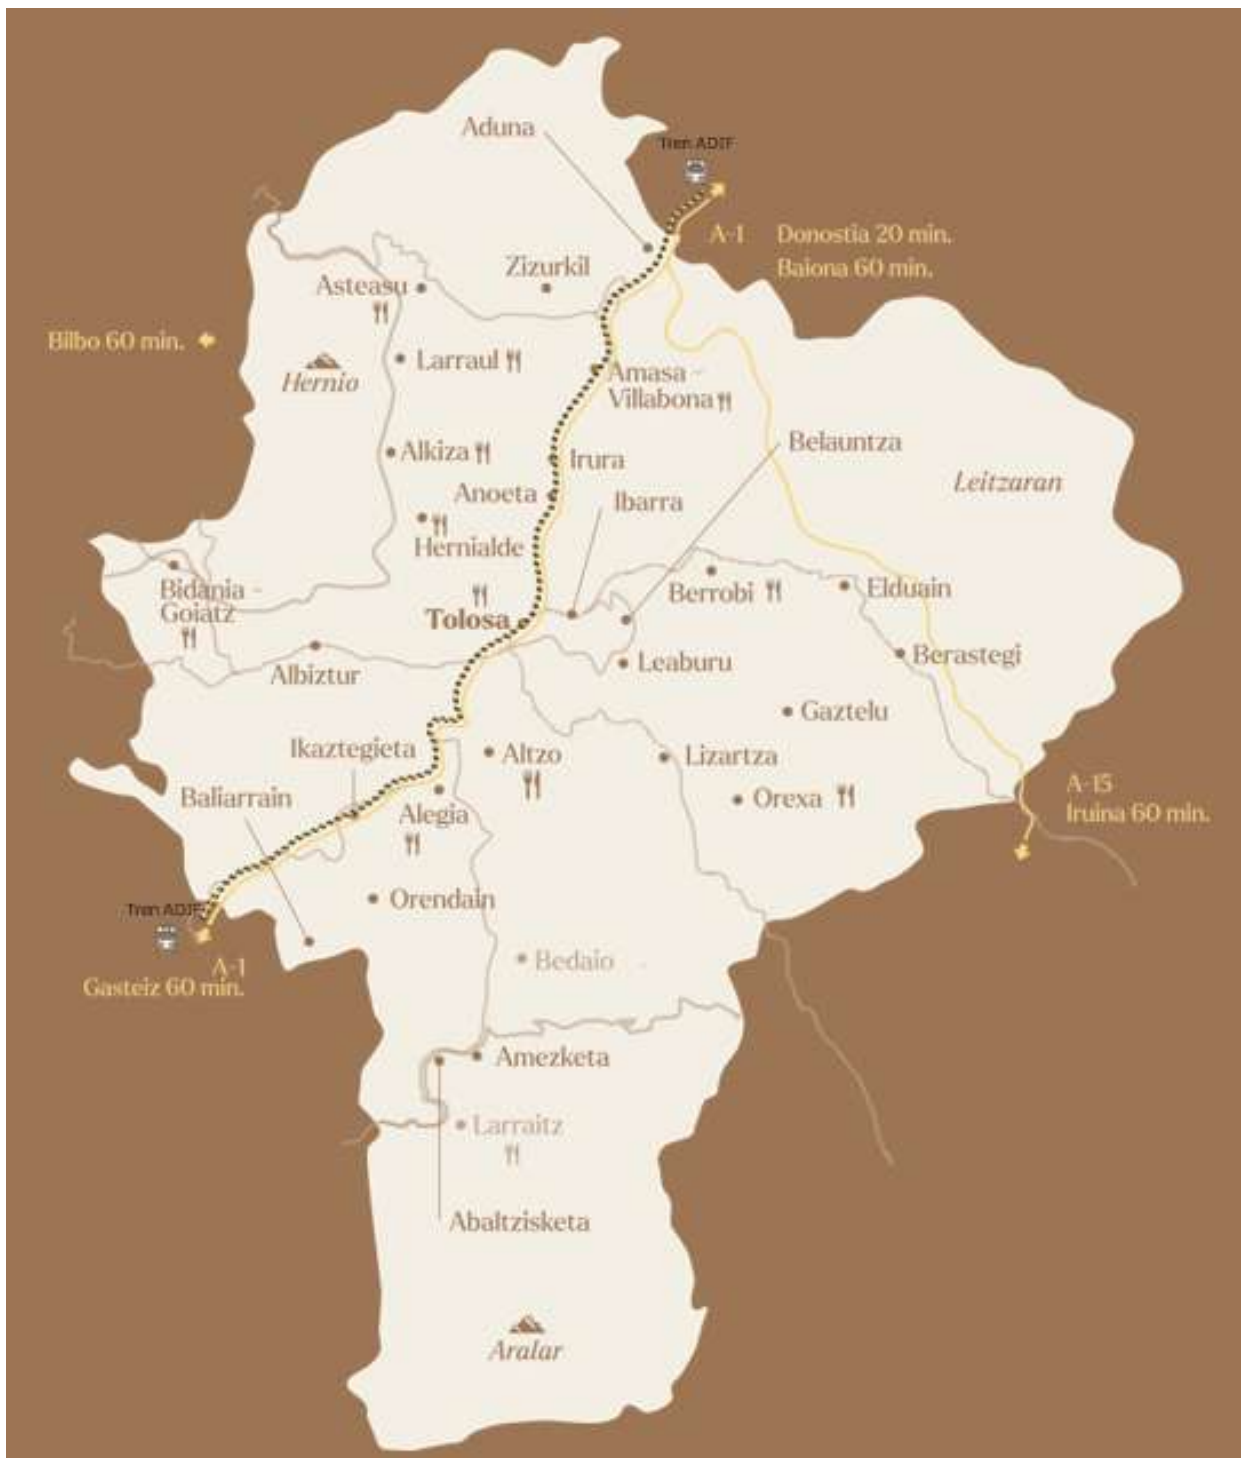 Aduna
Tren ADIF
A-1 Donostia 20 min.
Baiona 60 min.
Zizurkil
Asteasu
Bilbo 60 min.
Hernio
Larraul
Amasa -
Villabona
Belauntza
Alkiza
Irura
Leitzaran
Anoeta
Ibarra
Hernialde
Bidania -
Goiatz
Berrobi
Elduain
Tolosa
Albiztur
Leaburu
Berastegi
Gaztelu
Ikaztegieta
Altzo
Lizartza
Baliarrain
Orexa
A-15
Iruina 60 min.
Alegia
Orendain
Tren ADIF
A-1
Gasteiz 60 min.
Bedaio
Amezketa
Larraitz
Abaltzisketa
Aralar